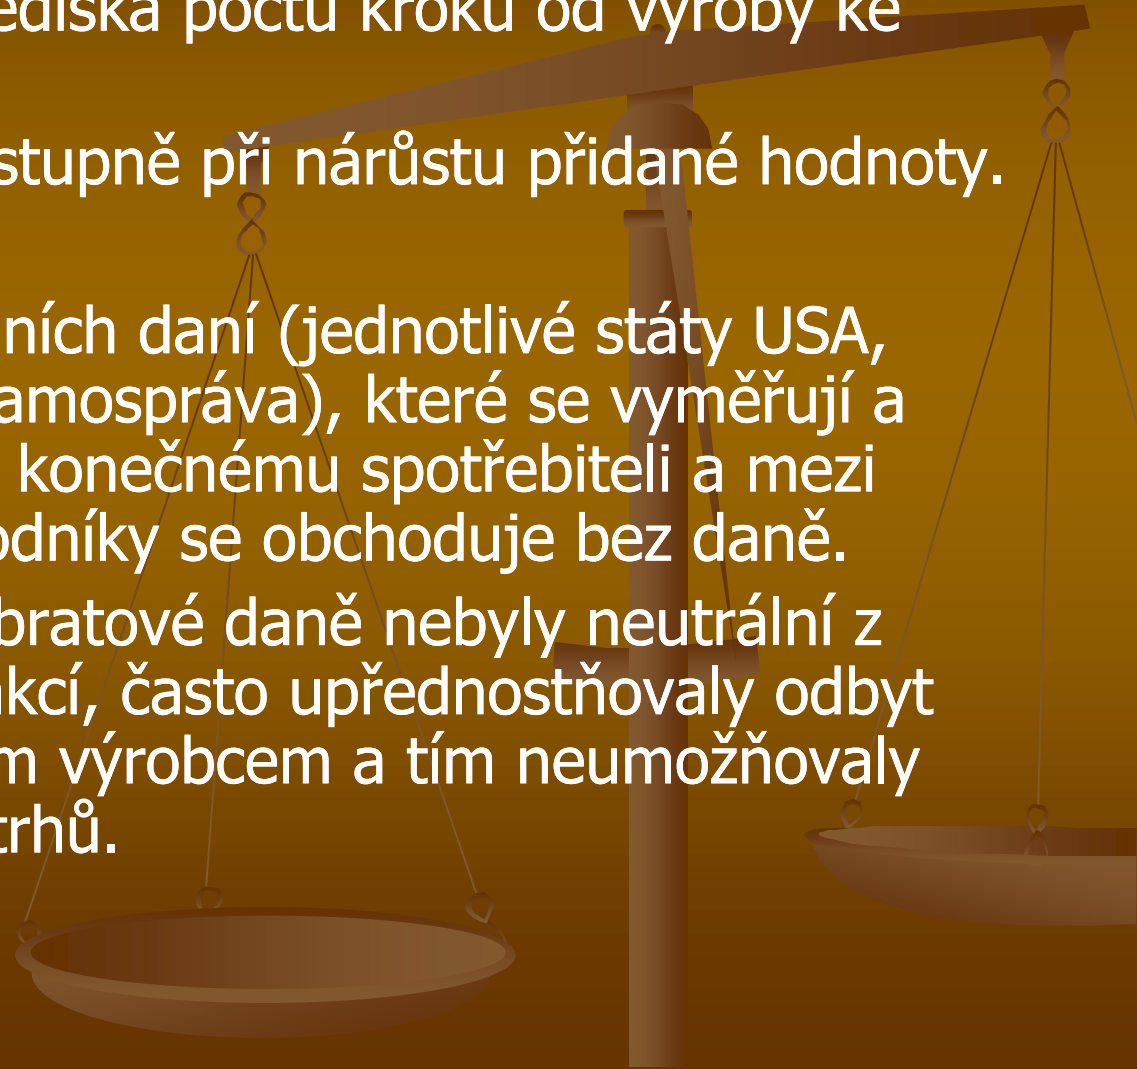 ediska počtu kroků od výroby ke
stupně při nárůstu přidané hodnoty.
ních daní (jednotlivé státy USA,
amospráva), které se vyměřují a
konečnému spotřebiteli a mezi
odníky se obchoduje bez daně.
bratové daně nebyly neutrální z
akcí, často upřednostňovaly odbyt
m výrobcem a tím neumožňovaly
trhů.